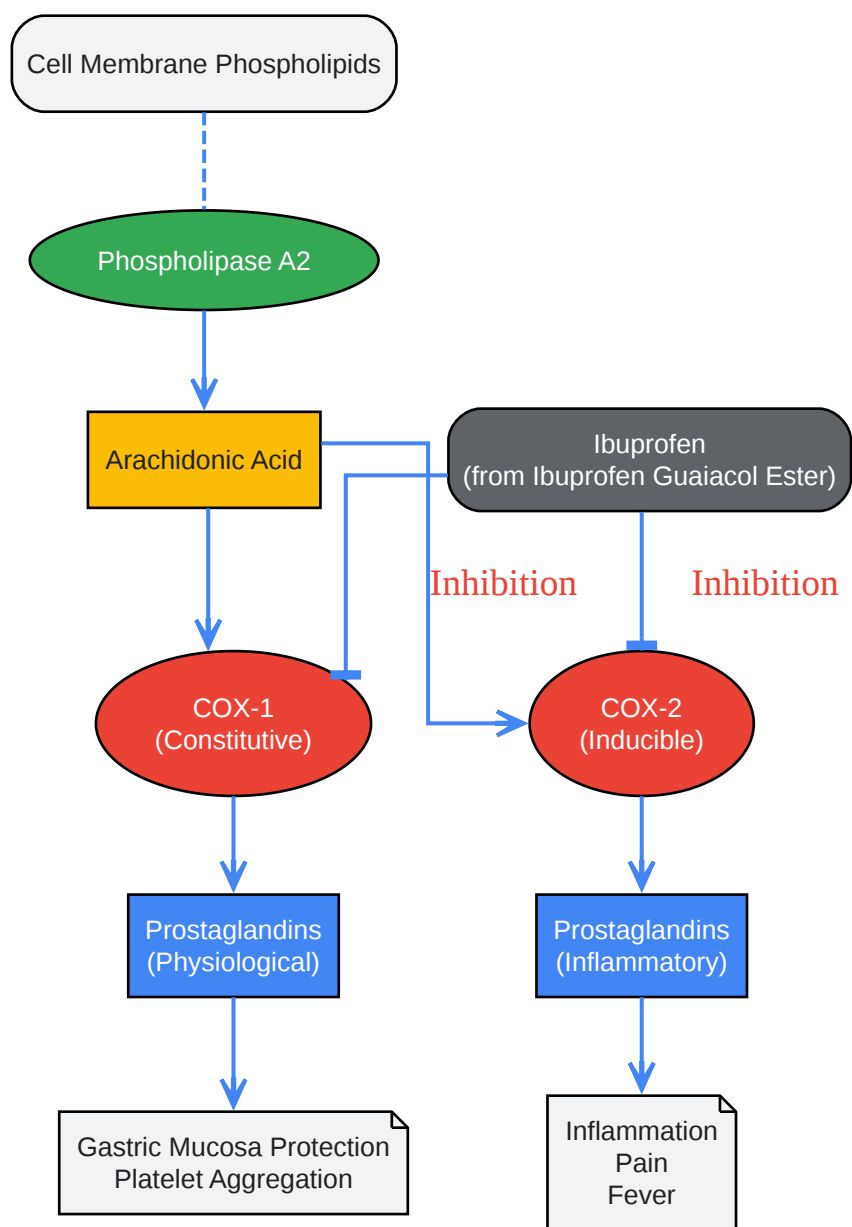 Cell Membrane Phospholipids
Phospholipase A2
Arachidonic Acid
Ibuprofen
(from Ibuprofen Guaiacol Ester)
Inhibition
Inhibition
COX-1
(Constitutive)
COX-2
(Inducible)
Prostaglandins
(Physiological)
Prostaglandins
(Inflammatory)
Gastric Mucosa Protection
Platelet Aggregation
Inflammation
Pain
Fever